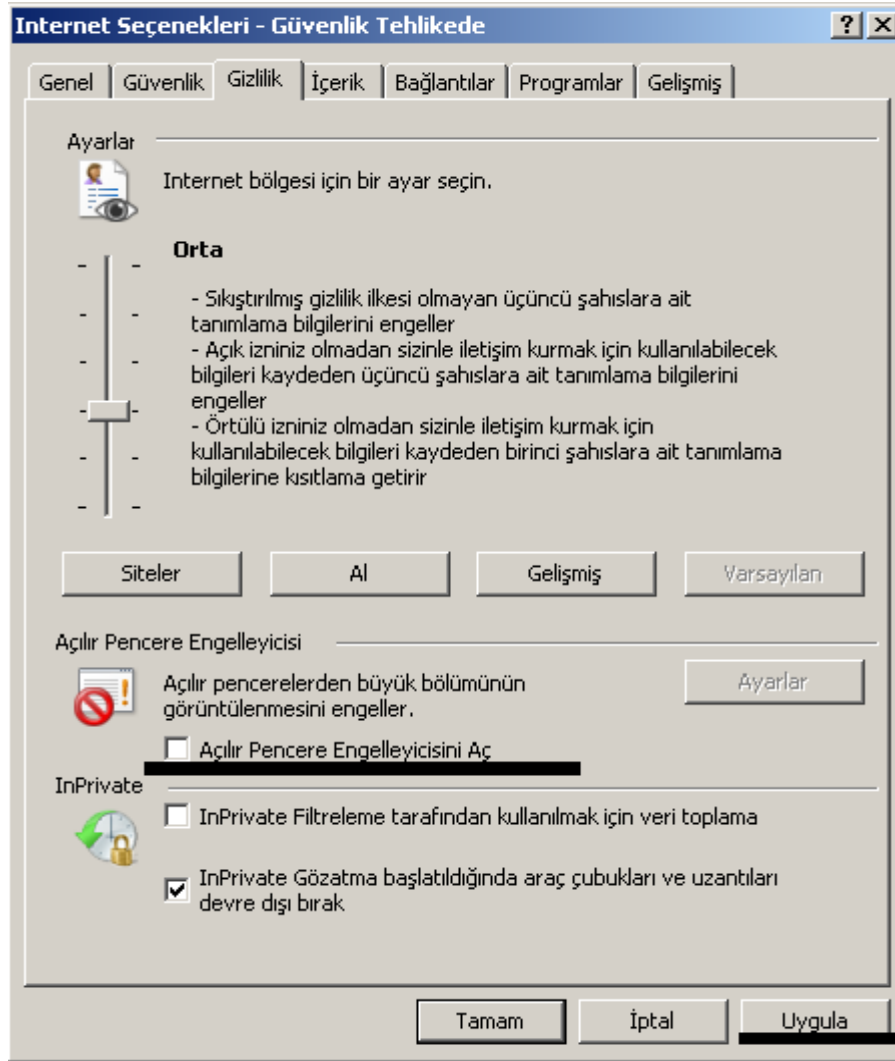 Internet Seçenekleri - Güvenlik Tehlikede
Genel Güvenlik Gizlilik İçerik Bağlantılar Programlar Gelişmiş
Ayarlar
Internet bölgesi için bir ayar seçin.
Orta
- Sıkıştırılmış gizlilik ilkesi olmayan üçüncü şahıslara ait
tanımlama bilgilerini engeller
- Açık izniniz olmadan sizinle iletişim kurmak için kullanılabilecek
bilgileri kaydeden üçüncü şahıslara ait tanımlama bilgilerini
engeller
- Örtülü izniniz olmadan sizinle iletişim kurmak için
kullanılabilecek bilgileri kaydeden birinci şahıslara ait tanımlama
bilgilerine kısıtlama getirir
Siteler Al Gelişmiş Varsayılan
Açılır Pencere Engelleyicisi
Açılır pencerelerden büyük bölümünün
görüntülenmesini engeller.
Ayarlar
Açılır Pencere Engelleyicisini Aç
InPrivate
InPrivate Filtreleme tarafından kullanılmak için veri toplama
InPrivate Gözatma başlatıldığında araç çubukları ve uzantıları
devre dışı bırak
Tamam İptal Uygula